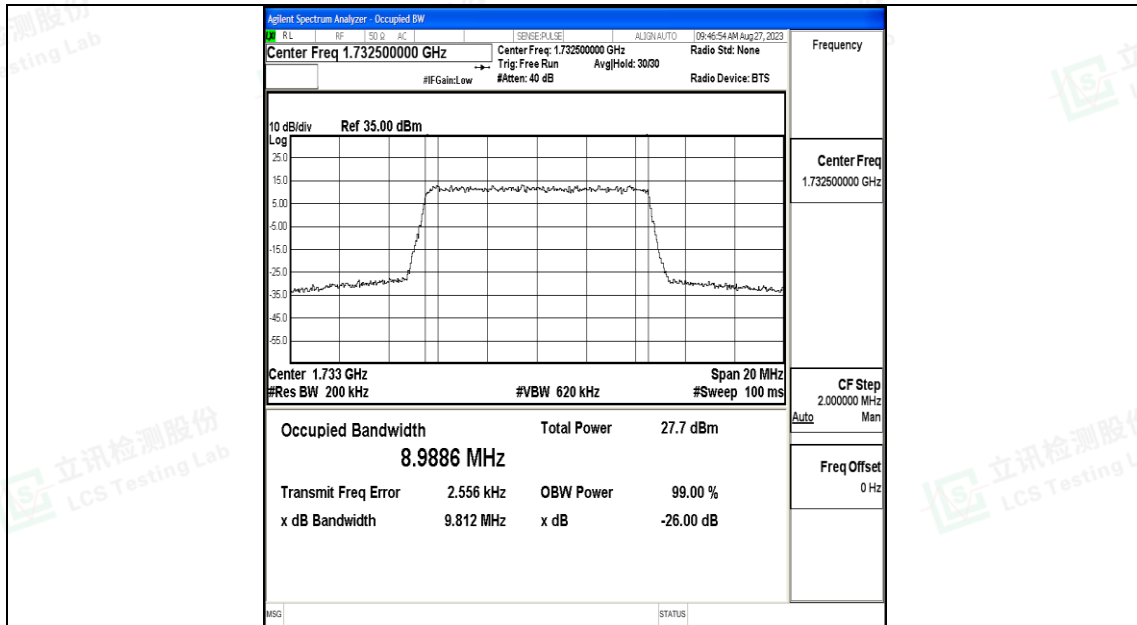 Agilent Spectrum Analyzer - Occupied BW
LXI RL RF 50 Ω AC SENSE:PULSE ALIGN AUTO 09:46:54 AM Aug 27, 2023
Center Freq 1.732500000 GHz
Center Freq: 1.732500000 GHz
Radio Std: None
Trig: Free Run
Avg|Hold: 30/30
#IFGain:Low
#Atten: 40 dB
Radio Device: BTS
10 dB/div
Ref 35.00 dBm
Log
25.0
15.0
5.00
-5.00
-15.0
-25.0
-35.0
-45.0
-55.0
Center 1.733 GHz
Span 20 MHz
#Res BW 200 kHz
#VBW 620 kHz
#Sweep 100 ms
Occupied Bandwidth
Total Power 27.7 dBm
8.9886 MHz
Transmit Freq Error 2.556 kHz
OBW Power 99.00 %
x dB Bandwidth 9.812 MHz
x dB -26.00 dB
MSG
STATUS
Frequency
Center Freq
1.732500000 GHz
CF Step
2.000000 MHz
Auto Man
Freq Offset
0 Hz
立讯检测股份
LCS Testing Lab
立讯检测股份
LCS Testing L